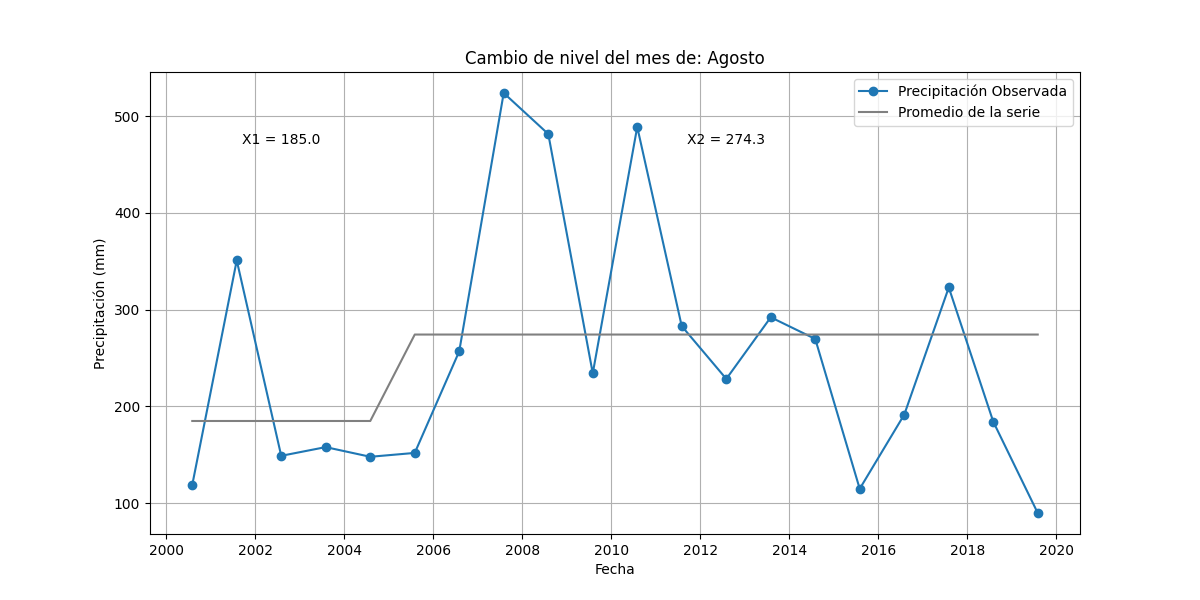 Cambio de nivel del mes de: Agosto
Precipitación Observada
Promedio de la serie
X1 = 185.0
X2 = 274.3
Precipitación (mm)
500
400
300
200
100
2000 2002 2004 2006 2008 2010 2012 2014 2016 2018 2020
Fecha